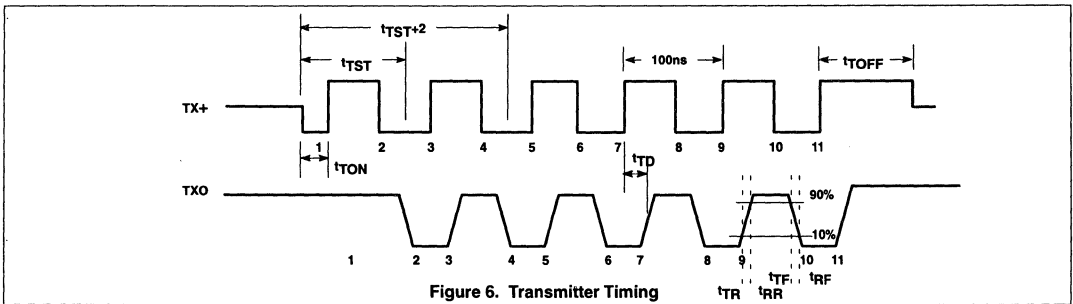 tTST+2
tTST
100ns
tTOFF
TX+
1 2 3 4 5 6 7 8 9 10 11
tTON
tTD
TXO
90%
10%
1 2 3 4 5 6 7 8 9 10 11
tTF tRF
tTR tRR
Figure 6. Transmitter Timing